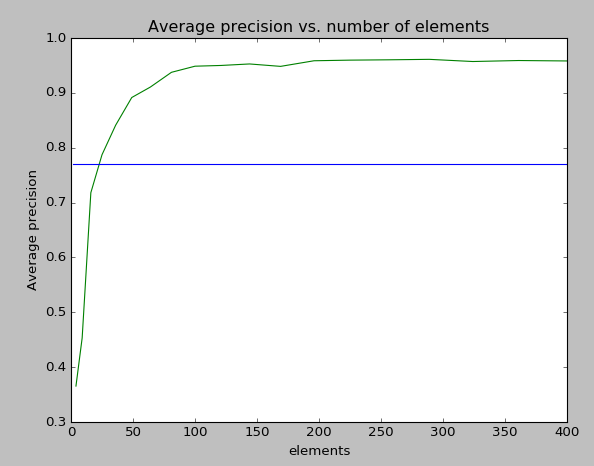 Average precision vs. number of elements
1.0
0.9
0.8
0.7
0.6
0.5
0.4
0.3
Average precision
0 50 100 150 200 250 300 350 400
elements